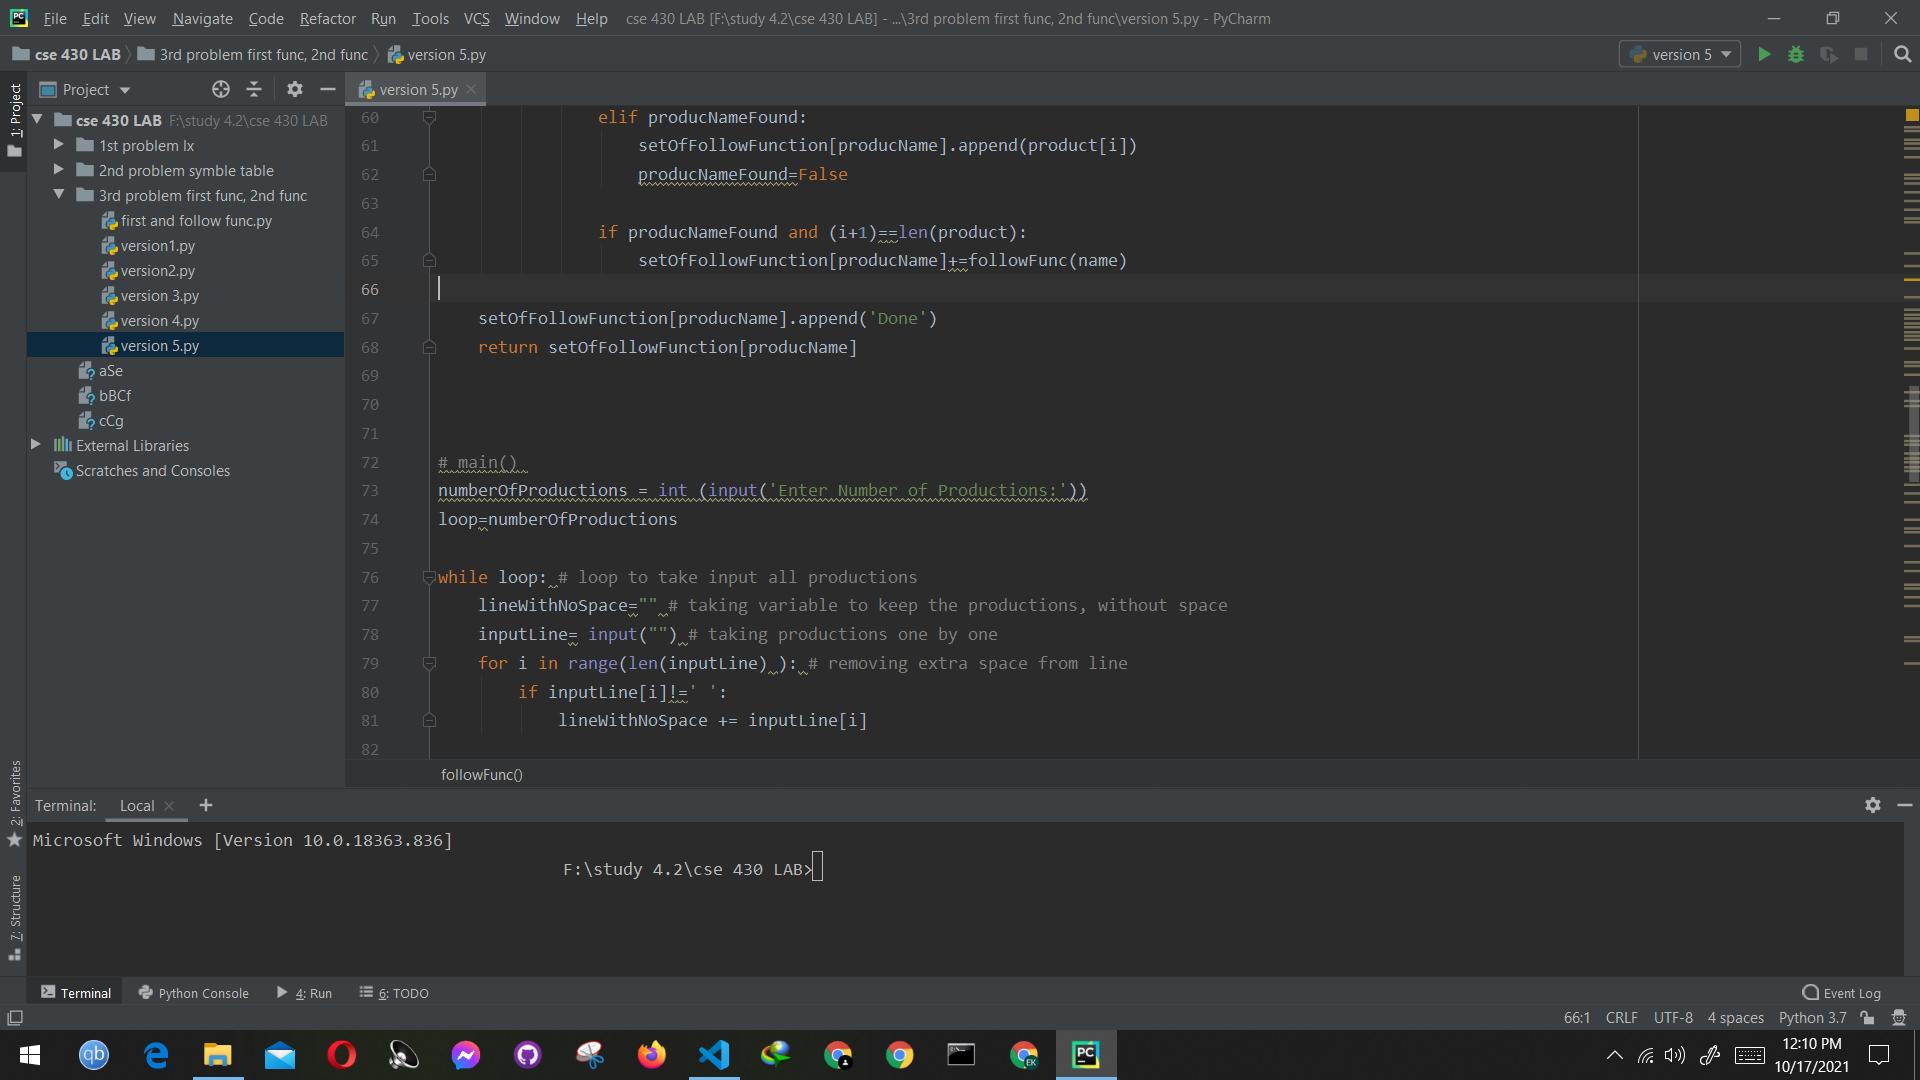 File Edit View Navigate Code Refactor Run Tools VCS Window Help cse 430 LAB [F:\study 4.2\cse 430 LAB] - ...\3rd problem first func, 2nd func\version 5.py - PyCharm
cse 430 LAB 3rd problem first func, 2nd func version 5.py version 5
Project version 5.py
1: Project
cse 430 LAB F:\study 4.2\cse 430 LAB
1st problem lx
2nd problem symble table
3rd problem first func, 2nd func
first and follow func.py
version1.py
version2.py
version 3.py
version 4.py
version 5.py
aSe
bBCf
cCg
External Libraries
Scratches and Consoles
60 elif producNameFound:
61 setOfFollowFunction[producName].append(product[i])
62 producNameFound=False
63
64 if producNameFound and (i+1)==len(product):
65 setOfFollowFunction[producName]+=followFunc(name)
66
67 setOfFollowFunction[producName].append('Done')
68 return setOfFollowFunction[producName]
69
70
71
72 # main()
73 numberOfProductions = int (input('Enter Number of Productions:'))
74 loop=numberOfProductions
75
76 while loop: # loop to take input all productions
77 lineWithNoSpace="" # taking variable to keep the productions, without space
78 inputLine= input("") # taking productions one by one
79 for i in range(len(inputLine) ): # removing extra space from line
80 if inputLine[i]!=' ':
81 lineWithNoSpace += inputLine[i]
82
followFunc()
2: Favorites
7: Structure
Terminal: Local
Microsoft Windows [Version 10.0.18363.836]
F:\study 4.2\cse 430 LAB>
Terminal Python Console 4: Run 6: TODO Event Log
66:1 CRLF UTF-8 4 spaces Python 3.7
12:10 PM
10/17/2021